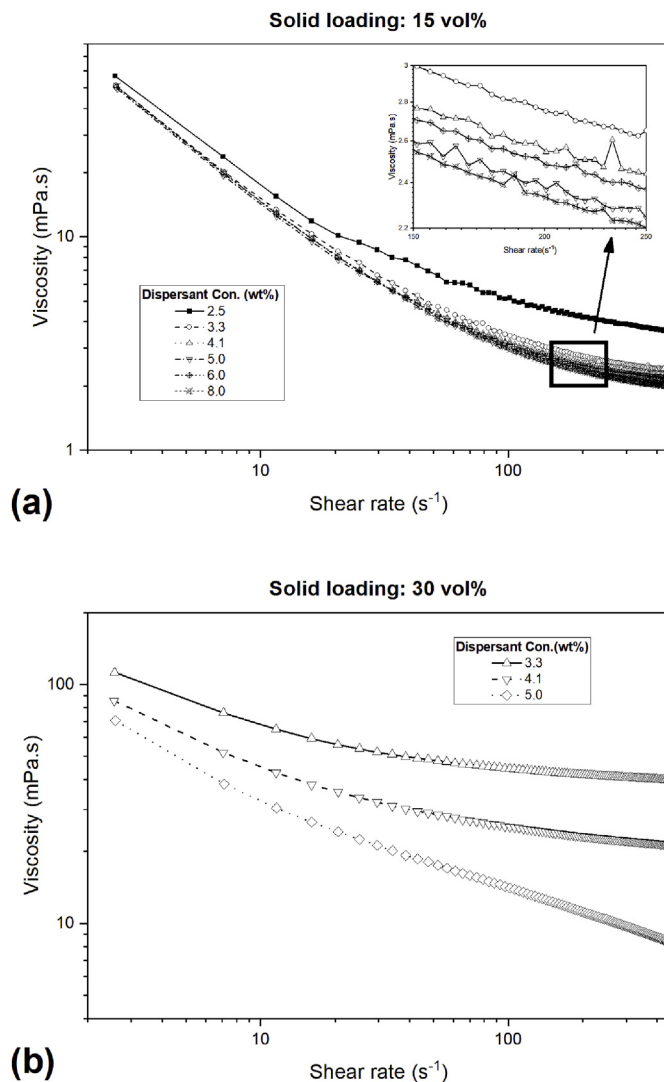 Solid loading: 15 vol%
Viscosity (mPa.s)
10
1
Dispersant Con. (wt%)
2.5
3.3
4.1
5.0
6.0
8.0
Viscosity (mPa.s)
3
2.8
2.6
2.4
2.2
150
200
250
Shear rate(s-1)
10
100
Shear rate (s⁻¹)
(a)
Solid loading: 30 vol%
Viscosity (mPa.s)
100
10
Dispersant Con.(wt%)
3.3
4.1
5.0
10
100
Shear rate (s⁻¹)
(b)